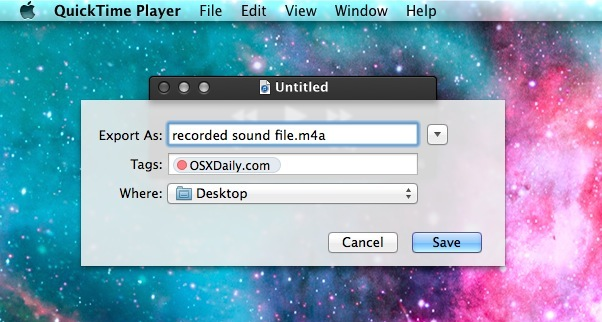 QuickTime Player File Edit View Window Help
Untitled
Export As: recorded sound file.m4a
Tags: OSXDaily.com
Where: Desktop
Cancel Save